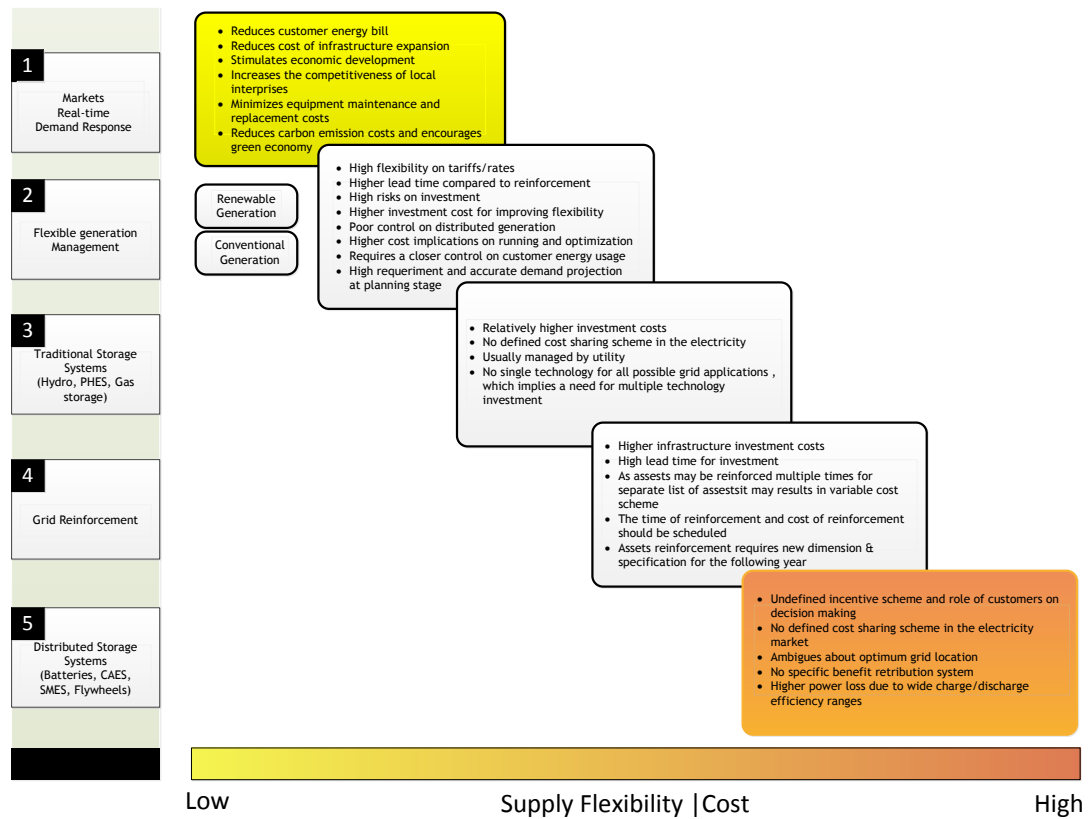 1
Markets
Real-time
Demand Response
• Reduces customer energy bill
• Reduces cost of infrastructure expansion
• Stimulates economic development
• Increases the competitiveness of local
interprises
• Minimizes equipment maintenance and
replacement costs
• Reduces carbon emission costs and encourages
green economy
2
Flexible generation
Management
Renewable
Generation
Conventional
Generation
• High flexibility on tariffs/rates
• Higher lead time compared to reinforcement
• High risks on investment
• Higher investment cost for improving flexibility
• Poor control on distributed generation
• Higher cost implications on running and optimization
• Requires a closer control on customer energy usage
• High requeriment and accurate demand projection
at planning stage
3
Traditional Storage
Systems
(Hydro, PHES, Gas
storage)
• Relatively higher investment costs
• No defined cost sharing scheme in the electricity
• Usually managed by utility
• No single technology for all possible grid applications ,
which implies a need for multiple technology
investment
4
Grid Reinforcement
• Higher infrastructure investment costs
• High lead time for investment
• As assests may be reinforced multiple times for
separate list of assestsit may results in variable cost
scheme
• The time of reinforcement and cost of reinforcement
should be scheduled
• Assets reinforcement requires new dimension &
specification for the following year
5
Distributed Storage
Systems
(Batteries, CAES,
SMES, Flywheels)
• Undefined incentive scheme and role of customers on
decision making
• No defined cost sharing scheme in the electricity
market
• Ambigues about optimum grid location
• No specific benefit retribution system
• Higher power loss due to wide charge/discharge
efficiency ranges
Low
Supply Flexibility |Cost
High